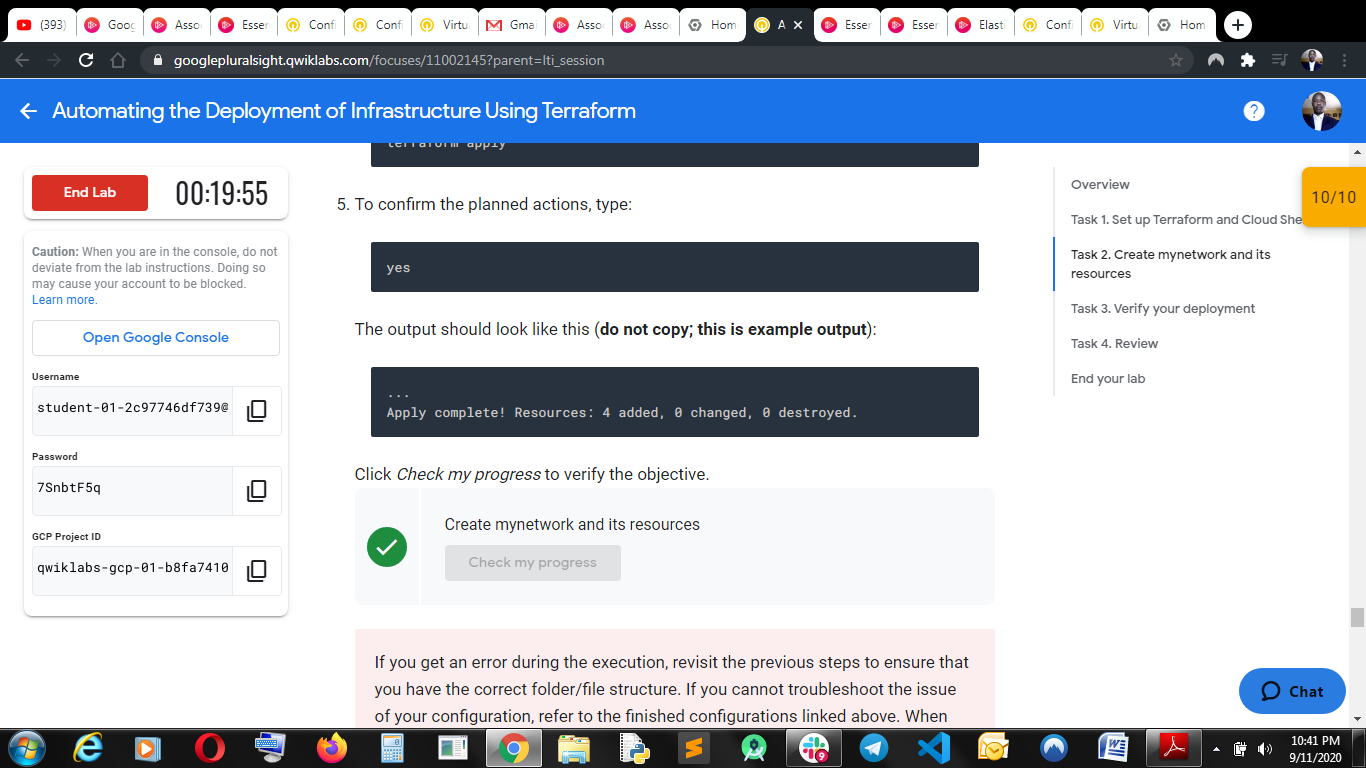 (393)
Goog
Asso
Esser
Confi
Confi
Virtu
Gmai
Asso
Asso
Hom
A
Esser
Esser
Elasti
Confi
Virtu
Hom
googlepluralsight.qwiklabs.com/focuses/11002145?parent=lti_session
Automating the Deployment of Infrastructure Using Terraform
?
End Lab
00:19:55
Caution: When you are in the console, do not
deviate from the lab instructions. Doing so
may cause your account to be blocked.
Learn more.
Open Google Console
Username
student-01-2c97746df739@
Password
7SnbtF5q
GCP Project ID
qwiklabs-gcp-01-b8fa7410
terraform apply
5. To confirm the planned actions, type:
yes
The output should look like this (do not copy; this is example output):
...
Apply complete! Resources: 4 added, 0 changed, 0 destroyed.
Click Check my progress to verify the objective.
Create mynetwork and its resources
Check my progress
If you get an error during the execution, revisit the previous steps to ensure that
you have the correct folder/file structure. If you cannot troubleshoot the issue
of your configuration, refer to the finished configurations linked above. When
Overview
Task 1. Set up Terraform and Cloud She
Task 2. Create mynetwork and its
resources
Task 3. Verify your deployment
Task 4. Review
End your lab
10/10
Chat
9
10:41 PM
9/11/2020